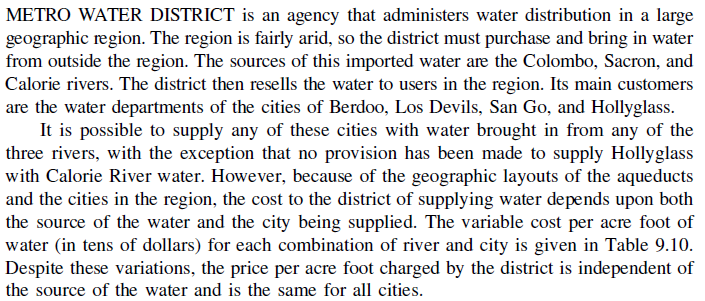 METRO WATER DISTRICT is an agency that administers water distribution in a large
geographic region. The region is fairly arid, so the district must purchase and bring in water
from outside the region. The sources of this imported water are the Colombo, Sacron, and
Calorie rivers. The district then resells the water to users in the region. Its main customers
are the water departments of the cities of Berdoo, Los Devils, San Go, and Hollyglass.
It is possible to supply any of these cities with water brought in from any of the
three rivers, with the exception that no provision has been made to supply Hollyglass
with Calorie River water. However, because of the geographic layouts of the aqueducts
and the cities in the region, the cost to the district of supplying water depends upon both
the source of the water and the city being supplied. The variable cost per acre foot of
water (in tens of dollars) for each combination of river and city is given in Table 9.10.
Despite these variations, the price per acre foot charged by the district is independent of
the source of the water and is the same for all cities.